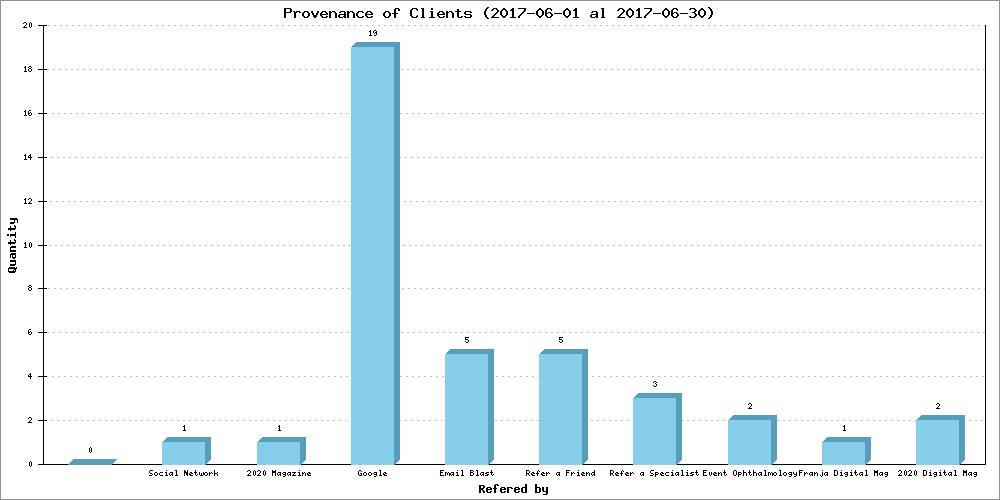 Provenance of Clients (2017-06-01 al 2017-06-30)
Quantity
20
18
16
14
12
10
8
6
4
2
0
0
1
1
19
5
5
3
2
1
2
Social Network
2020 Magazine
Google
Email Blast
Refer a Friend
Refer a Specialist
Event Ophthalmology
Franja Digital Mag
2020 Digital Mag
Refered by